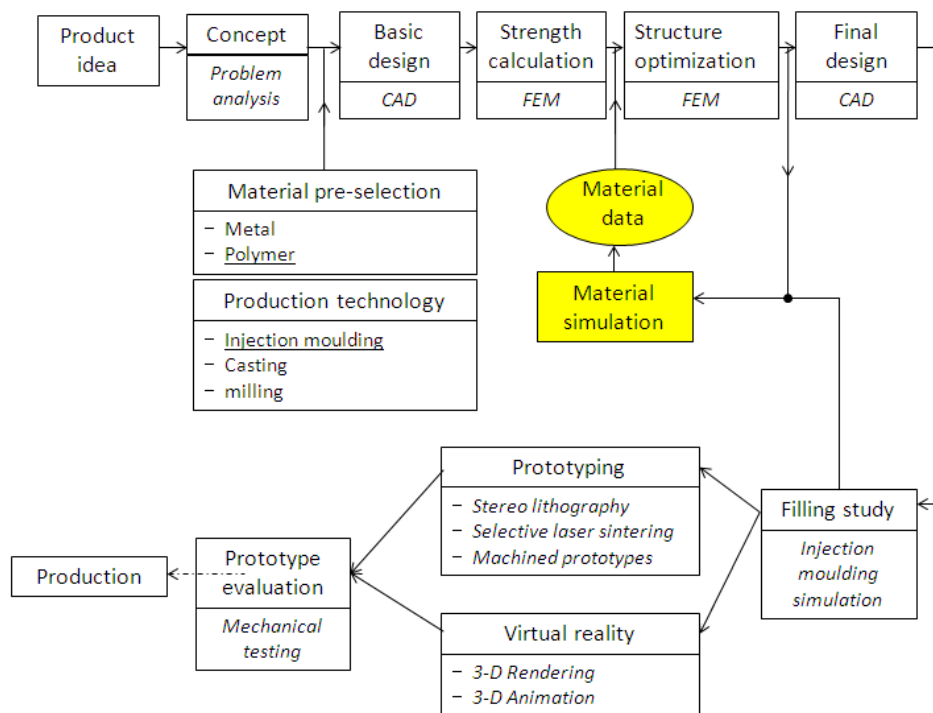 Product
idea
Concept
Problem
analysis
Basic
design
CAD
Strength
calculation
FEM
Structure
optimization
FEM
Final
design
CAD
Material pre-selection
– Metal
– Polymer
Production technology
– Injection moulding
– Casting
– milling
Material
data
Material
simulation
Prototyping
– Stereo lithography
– Selective laser sintering
– Machined prototypes
Filling study
Injection
moulding
simulation
Virtual reality
– 3-D Rendering
– 3-D Animation
Prototype
evaluation
Mechanical
testing
Production